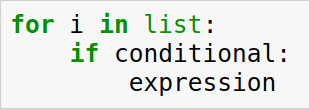 for i in list:
    if conditional:
        expression